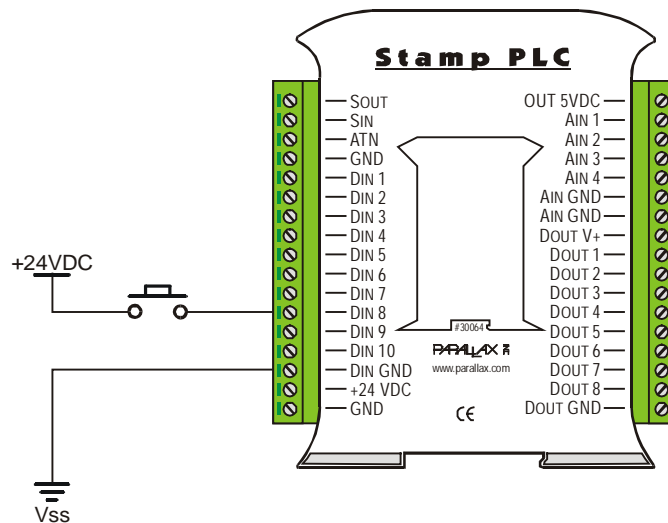 Stamp PLC
SOUT
SIN
ATN
GND
DIN 1
DIN 2
DIN 3
DIN 4
DIN 5
DIN 6
DIN 7
DIN 8
DIN 9
DIN 10
DIN GND
+24 VDC
GND
OUT 5VDC
AIN 1
AIN 2
AIN 3
AIN 4
AIN GND
AIN GND
DOUT V+
DOUT 1
DOUT 2
DOUT 3
DOUT 4
DOUT 5
DOUT 6
DOUT 7
DOUT 8
DOUT GND
#30064
PARALLAX
www.parallax.com
CE
+24VDC
Vss